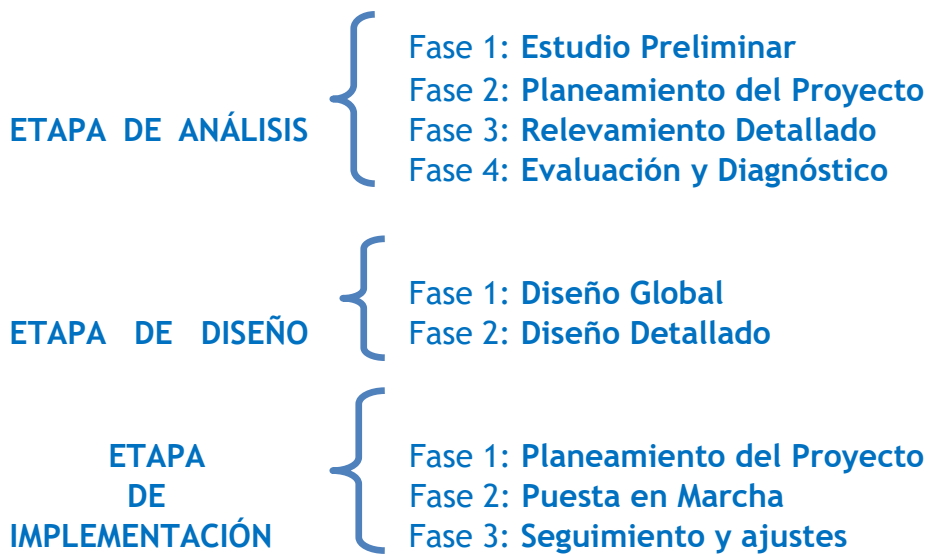 Fase 1: Estudio Preliminar
Fase 2: Planeamiento del Proyecto
ETAPA DE ANÁLISIS
Fase 3: Relevamiento Detallado
Fase 4: Evaluación y Diagnóstico
Fase 1: Diseño Global
ETAPA DE DISEÑO
Fase 2: Diseño Detallado
ETAPA
DE
IMPLEMENTACIÓN
Fase 1: Planeamiento del Proyecto
Fase 2: Puesta en Marcha
Fase 3: Seguimiento y ajustes